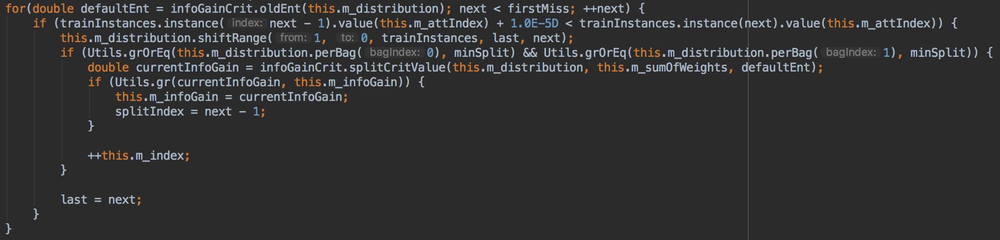 for(double defaultEnt = infoGainCrit.oldEnt(this.m_distribution); next < firstMiss; ++next) {
    if (trainInstances.instance( index: next - 1).value(this.m_attIndex) + 1.0E-5D < trainInstances.instance(next).value(this.m_attIndex)) {
        this.m_distribution.shiftRange( from: 1,  to: 0, trainInstances, last, next);
        if (Utils.grOrEq(this.m_distribution.perBag( bagIndex: 0), minSplit) && Utils.grOrEq(this.m_distribution.perBag( bagIndex: 1), minSplit)) {
            double currentInfoGain = infoGainCrit.splitCritValue(this.m_distribution, this.m_sumOfWeights, defaultEnt);
            if (Utils.gr(currentInfoGain, this.m_infoGain)) {
                this.m_infoGain = currentInfoGain;
                splitIndex = next - 1;
            }
            ++this.m_index;
        }
        last = next;
    }
}